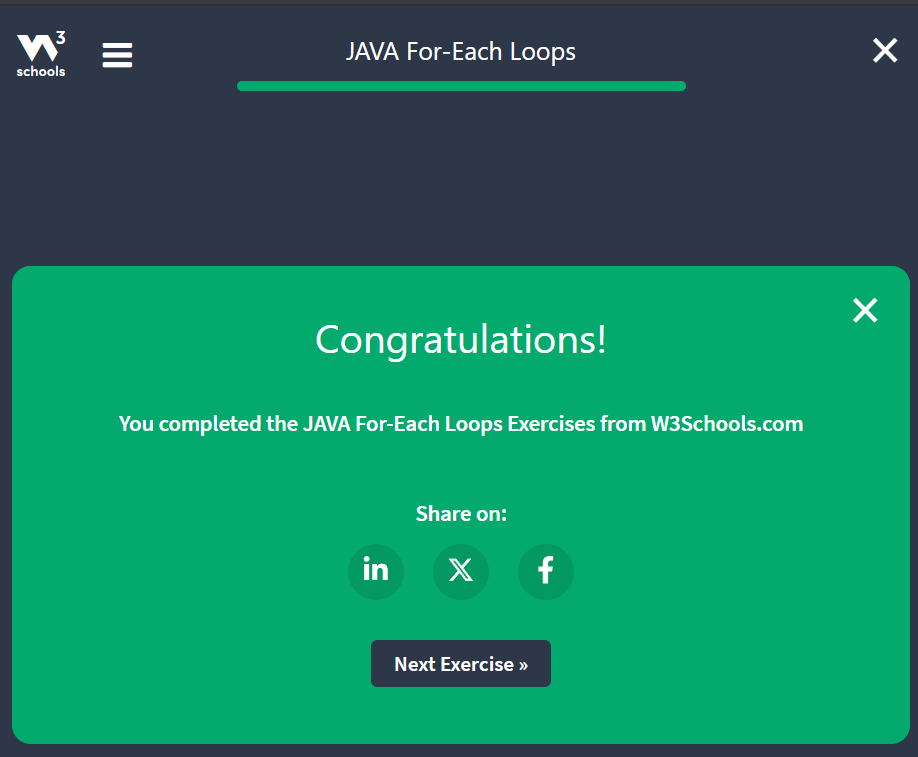 W3
schools
JAVA For-Each Loops
Congratulations!
You completed the JAVA For-Each Loops Exercises from W3Schools.com
Share on:
in X f
Next Exercise »